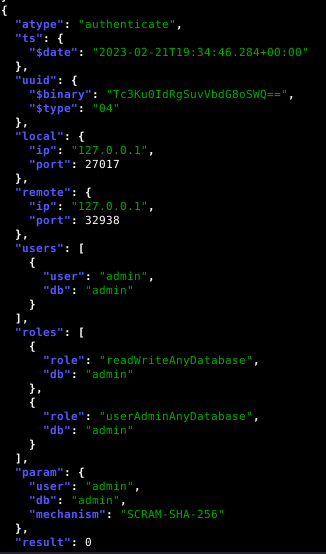 {
  "atype": "authenticate",
  "ts": {
    "$date": "2023-02-21T19:34:46.284+00:00"
  },
  "uuid": {
    "$binary": "Tc3Ku0IdRgSuvVbdG8oSWQ==",
    "$type": "04"
  },
  "local": {
    "ip": "127.0.0.1",
    "port": 27017
  },
  "remote": {
    "ip": "127.0.0.1",
    "port": 32938
  },
  "users": [
    {
      "user": "admin",
      "db": "admin"
    }
  ],
  "roles": [
    {
      "role": "readWriteAnyDatabase",
      "db": "admin"
    },
    {
      "role": "userAdminAnyDatabase",
      "db": "admin"
    }
  ],
  "param": {
    "user": "admin",
    "db": "admin",
    "mechanism": "SCRAM-SHA-256"
  },
  "result": 0